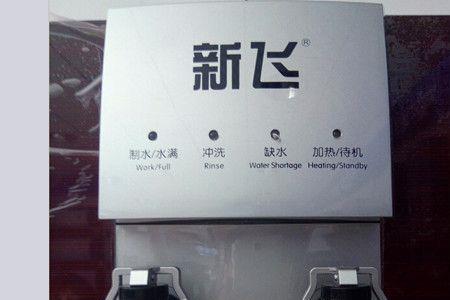 新飞®
制水/水满 冲洗 缺水 加热/待机
Work/Full Rinse Water Shortage Heating/Standby